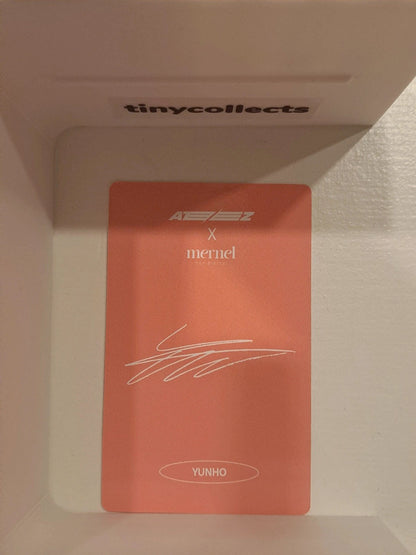 tinycollects
ATEEZ
X
mernel
YUNHO